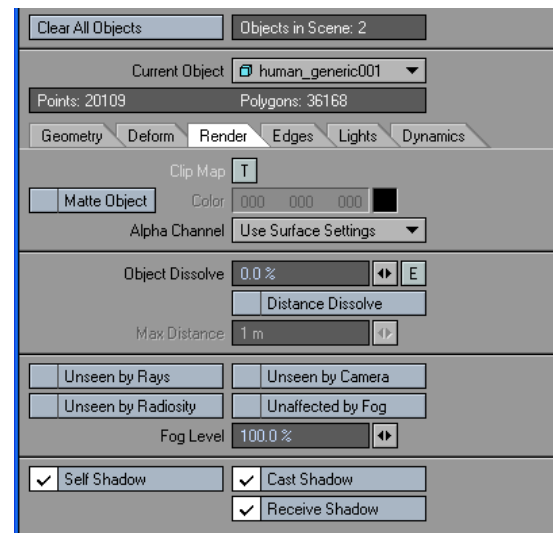 Clear All Objects Objects in Scene: 2
Current Object human_generic001
Points: 20109 Polygons: 36168
Geometry Deform Render Edges Lights Dynamics
Clip Map T
Matte Object Color 000 000 000
Alpha Channel Use Surface Settings
Object Dissolve 0.0 % E
Distance Dissolve
Max Distance 1 m
Unseen by Rays Unseen by Camera
Unseen by Radiosity Unaffected by Fog
Fog Level 100.0 %
Self Shadow Cast Shadow
Receive Shadow